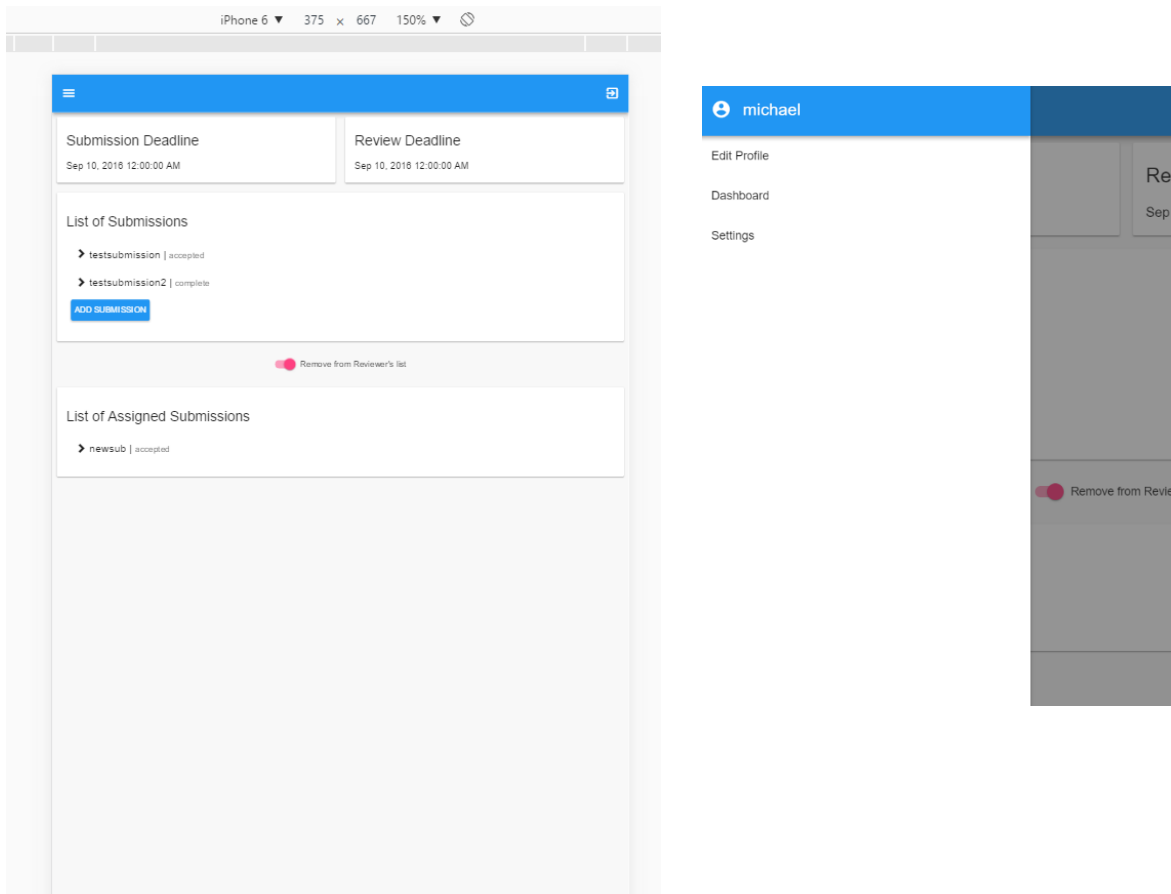 iPhone 6 ▼ 375 × 667 150% ▼
Submission Deadline
Sep 10, 2016 12:00:00 AM
Review Deadline
Sep 10, 2016 12:00:00 AM
List of Submissions
testsubmission | accepted
testsubmission2 | complete
ADD SUBMISSION
Remove from Reviewer's list
List of Assigned Submissions
newsub | accepted
michael
Edit Profile
Dashboard
Settings
Re
Sep
Remove from Revie